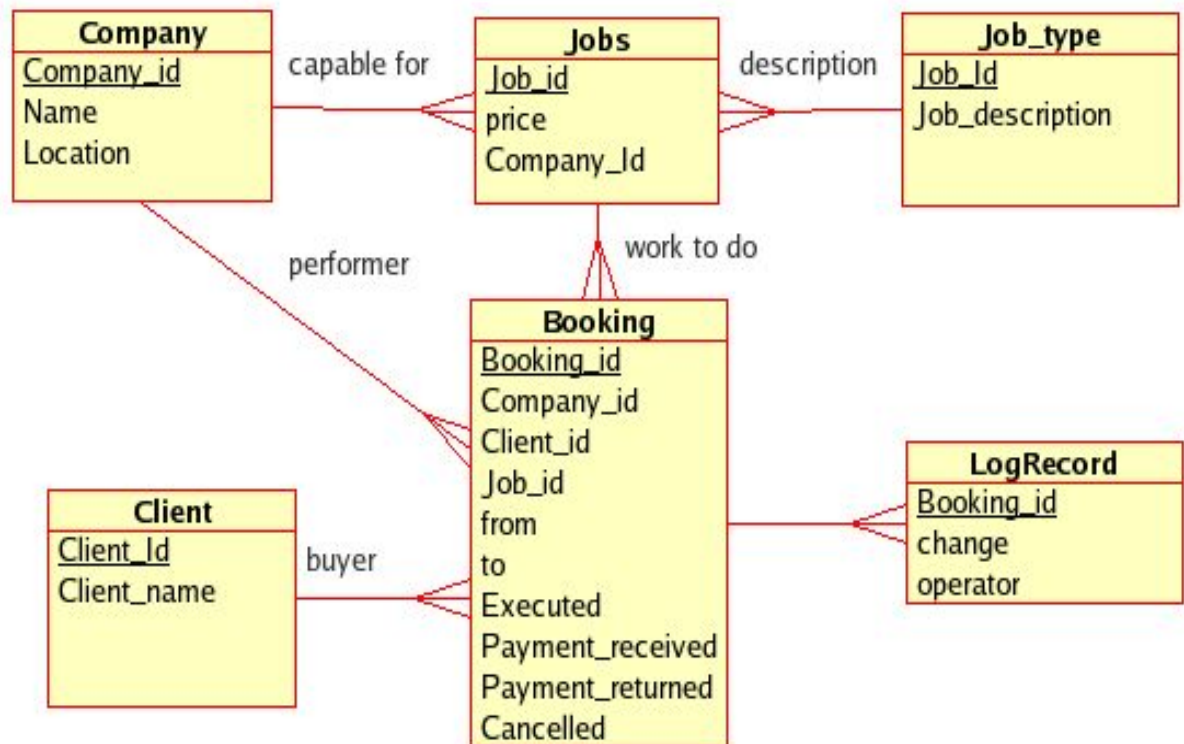 Company
Company_id
Name
Location
capable for
Jobs
Job_id
price
Company_Id
description
Job_type
Job_Id
Job_description
performer
work to do
Booking
Booking_id
Company_id
Client_id
Job_id
from
to
Executed
Payment_received
Payment_returned
Cancelled
Client
Client_Id
Client_name
buyer
LogRecord
Booking_id
change
operator